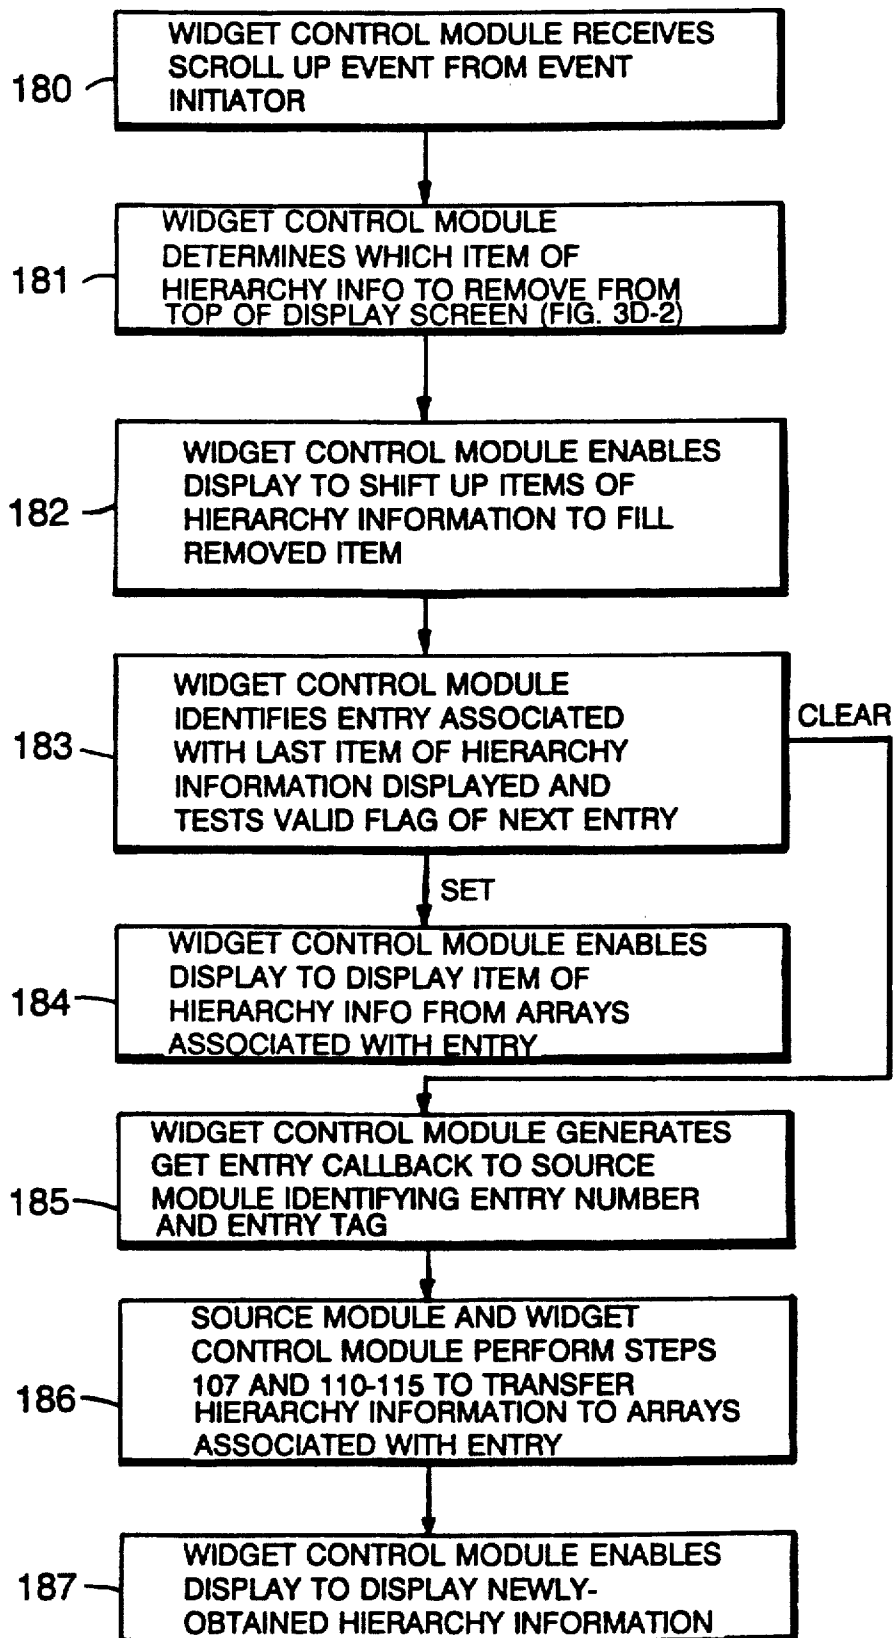 180
WIDGET CONTROL MODULE RECEIVES
SCROLL UP EVENT FROM EVENT
INITIATOR
181
WIDGET CONTROL MODULE
DETERMINES WHICH ITEM OF
HIERARCHY INFO TO REMOVE FROM
TOP OF DISPLAY SCREEN (FIG. 3D-2)
182
WIDGET CONTROL MODULE ENABLES
DISPLAY TO SHIFT UP ITEMS OF
HIERARCHY INFORMATION TO FILL
REMOVED ITEM
183
WIDGET CONTROL MODULE
IDENTIFIES ENTRY ASSOCIATED
WITH LAST ITEM OF HIERARCHY
INFORMATION DISPLAYED AND
TESTS VALID FLAG OF NEXT ENTRY
CLEAR
SET
184
WIDGET CONTROL MODULE ENABLES
DISPLAY TO DISPLAY ITEM OF
HIERARCHY INFO FROM ARRAYS
ASSOCIATED WITH ENTRY
185
WIDGET CONTROL MODULE GENERATES
GET ENTRY CALLBACK TO SOURCE
MODULE IDENTIFYING ENTRY NUMBER
AND ENTRY TAG
186
SOURCE MODULE AND WIDGET
CONTROL MODULE PERFORM STEPS
107 AND 110-115 TO TRANSFER
HIERARCHY INFORMATION TO ARRAYS
ASSOCIATED WITH ENTRY
187
WIDGET CONTROL MODULE ENABLES
DISPLAY TO DISPLAY NEWLY-
OBTAINED HIERARCHY INFORMATION